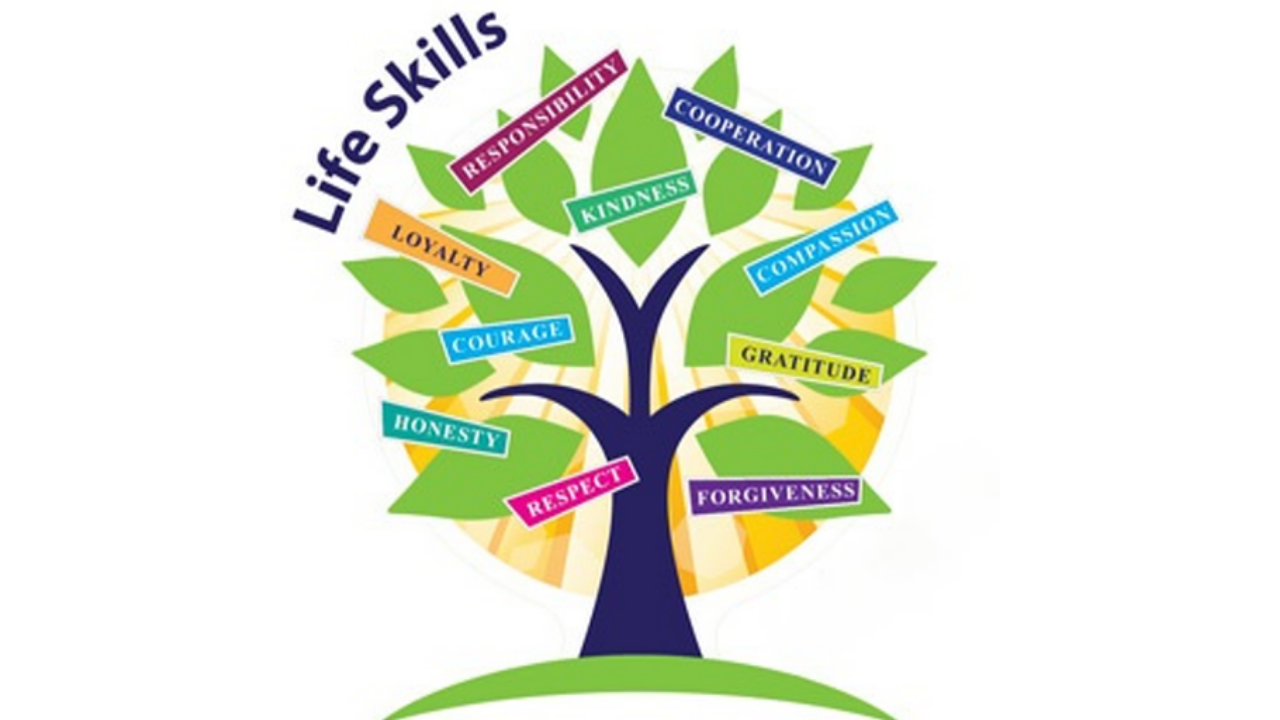 Life Skills
RESPONSIBILITY
COOPERATION
KINDNESS
LOYALTY
COMPASSION
COURAGE
GRATITUDE
HONESTY
RESPECT
FORGIVENESS